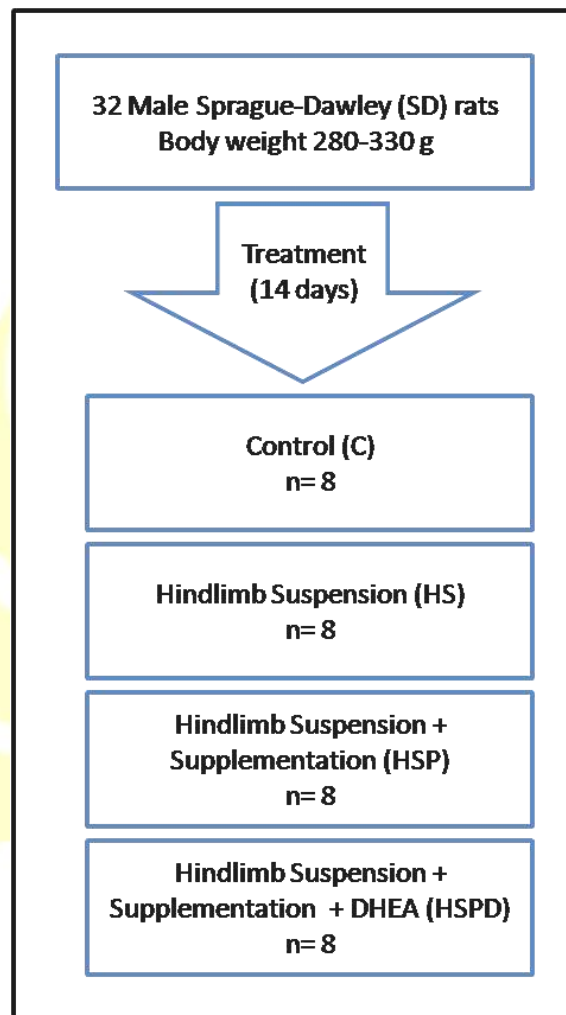 32 Male Sprague-Dawley (SD) rats
Body weight 280-330 g
Treatment
(14 days)
Control (C)
n= 8
Hindlimb Suspension (HS)
n= 8
Hindlimb Suspension +
Supplementation (HSP)
n= 8
Hindlimb Suspension +
Supplementation + DHEA (HSPD)
n= 8